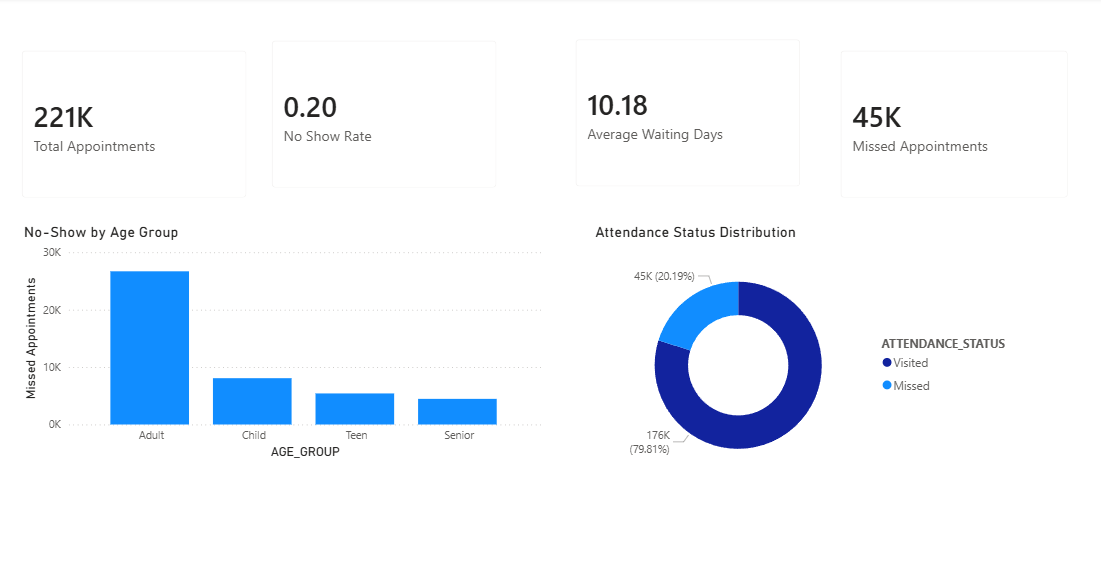 221K
Total Appointments
0.20
No Show Rate
10.18
Average Waiting Days
45K
Missed Appointments
No-Show by Age Group
Missed Appointments
30K
20K
10K
0K
Adult
Child
Teen
Senior
AGE_GROUP
Attendance Status Distribution
45K (20.19%)
176K
(79.81%)
ATTENDANCE_STATUS
Visited
Missed